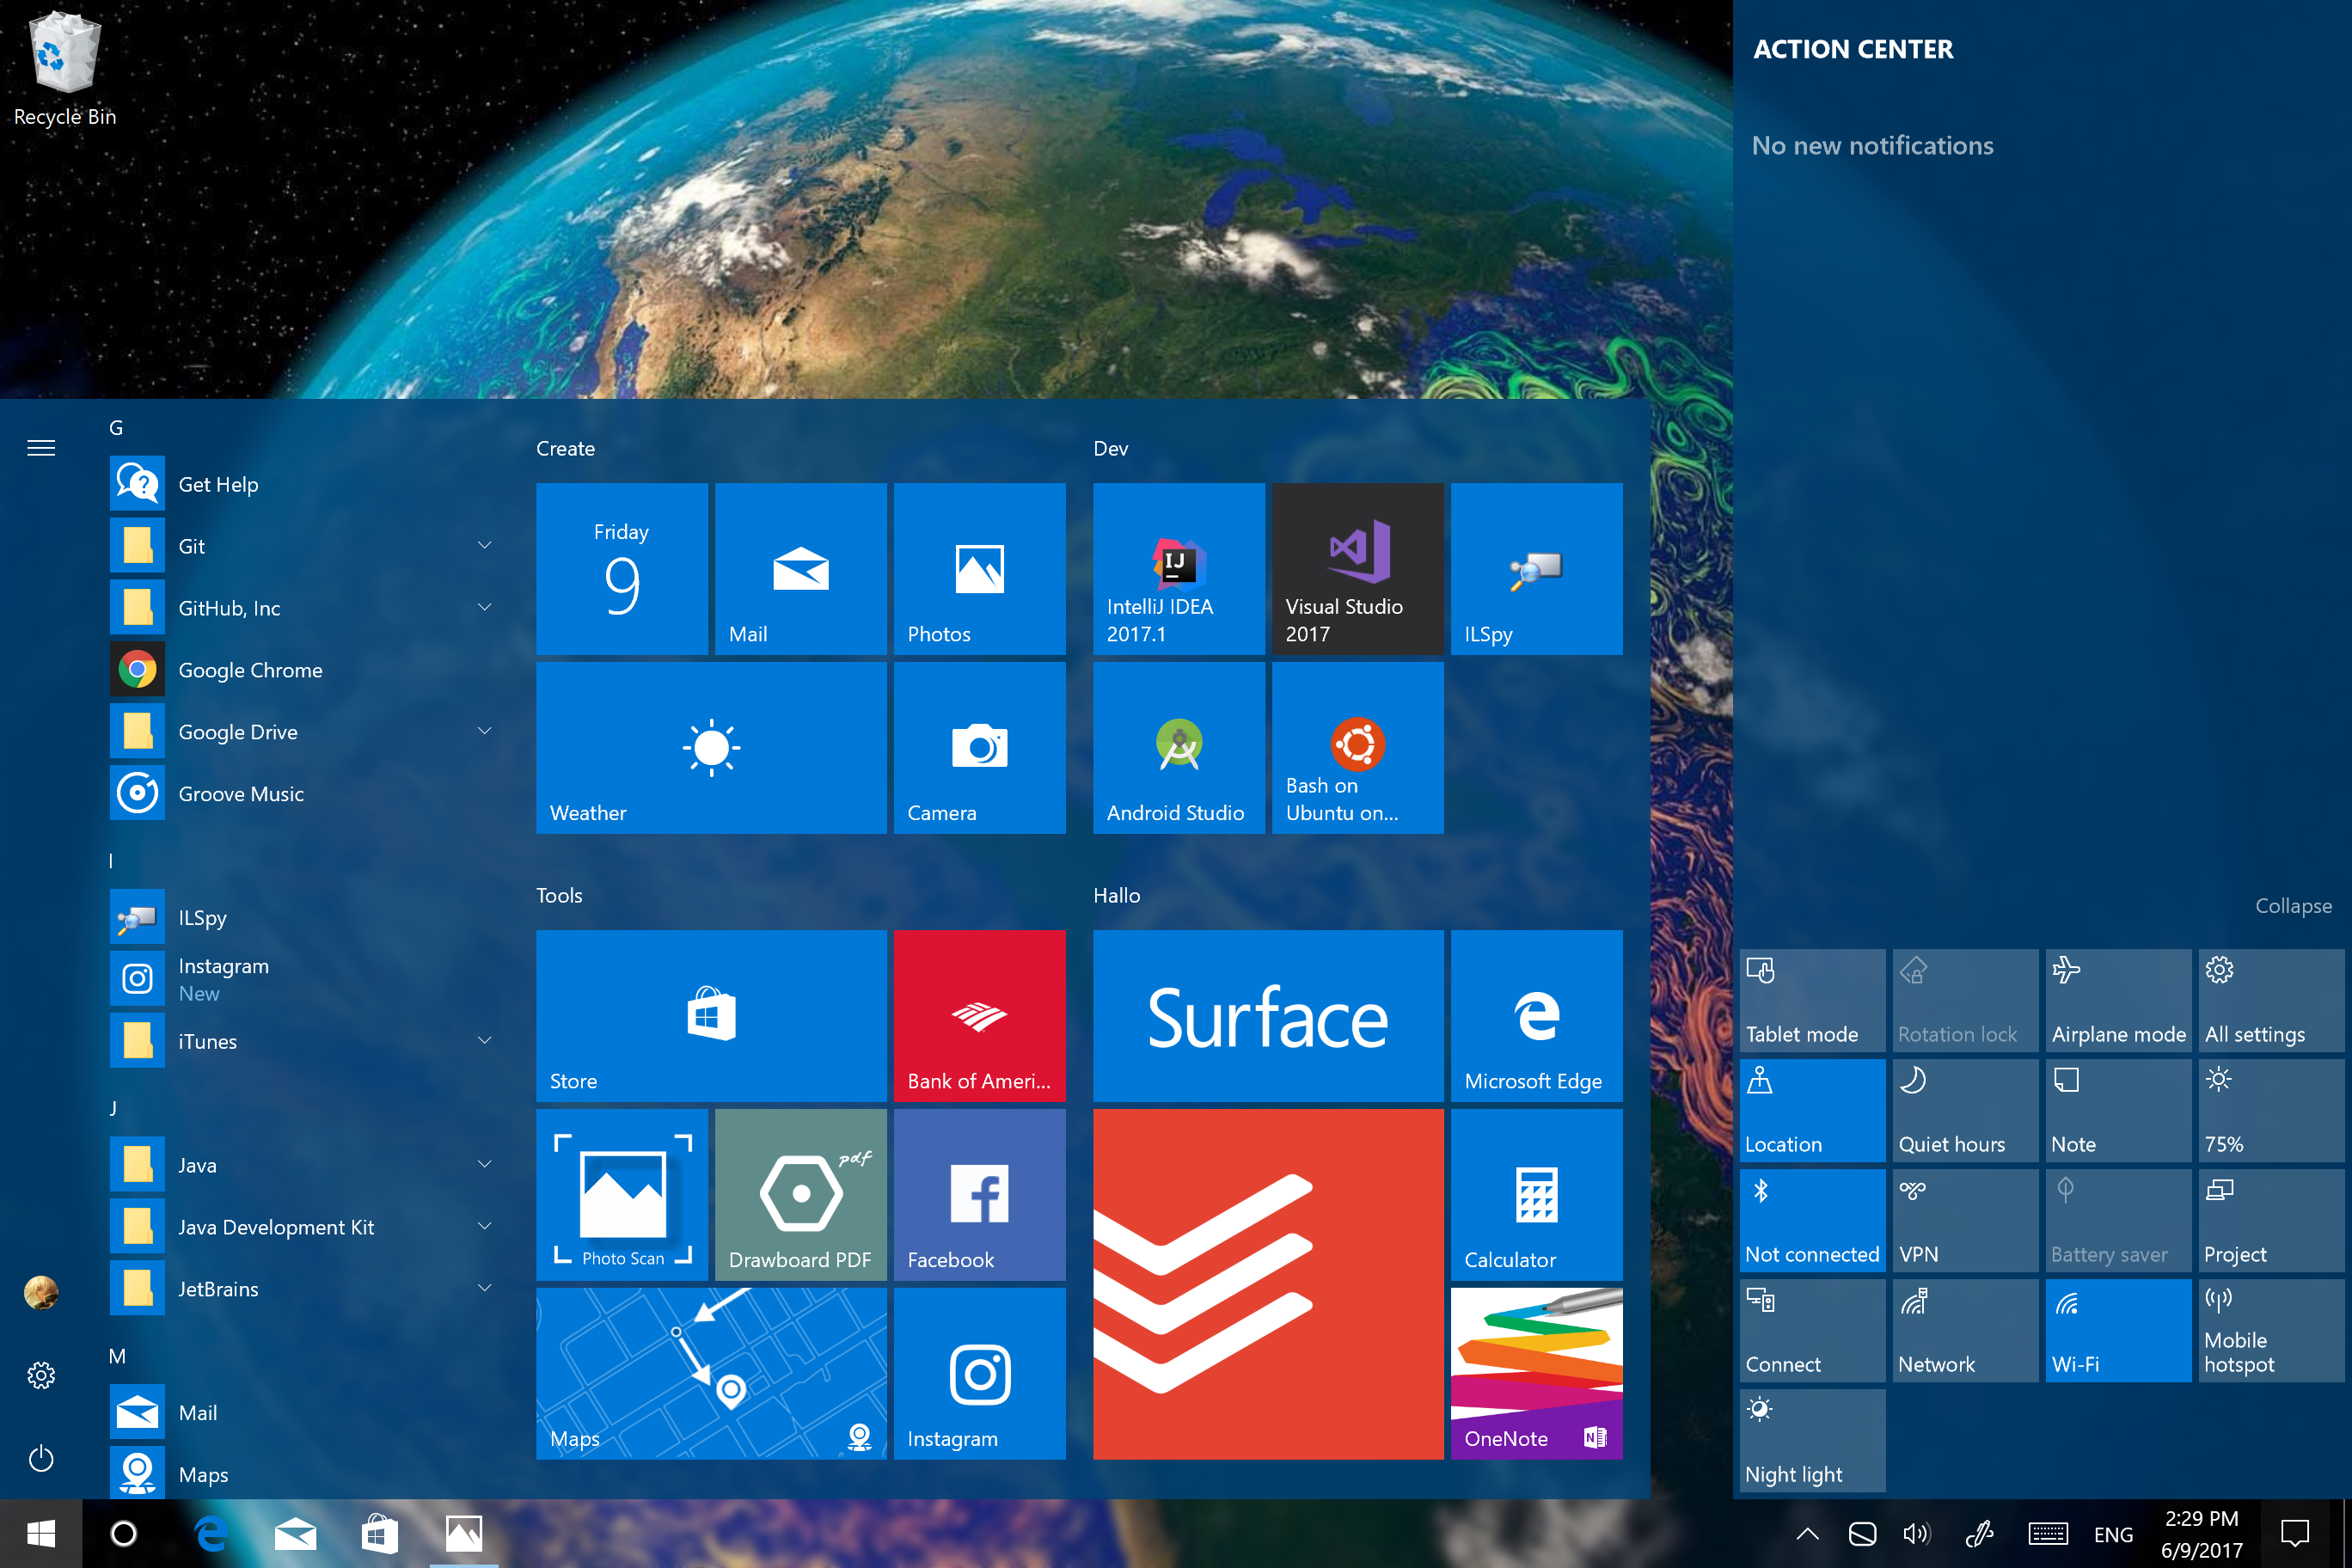 Recycle Bin
ACTION CENTER
No new notifications
G
Get Help
Git
GitHub, Inc
Google Chrome
Google Drive
Groove Music
I
ILSpy
Instagram
New
iTunes
J
Java
Java Development Kit
JetBrains
M
Mail
Maps
Create
Friday
9
Mail
Photos
Weather
Camera
Dev
IJ
IntelliJ IDEA
2017.1
Visual Studio
2017
ILSpy
Android Studio
Bash on
Ubuntu on...
Tools
Store
Bank of Ameri...
Photo Scan
pdf
Drawboard PDF
Facebook
Maps
Instagram
Hallo
Surface
Microsoft Edge
Calculator
OneNote
N
Collapse
Tablet mode
Rotation lock
Airplane mode
All settings
Location
Quiet hours
Note
75%
Not connected
VPN
Battery saver
Project
Connect
Network
Wi-Fi
Mobile
hotspot
Night light
ENG
2:29 PM
6/9/2017